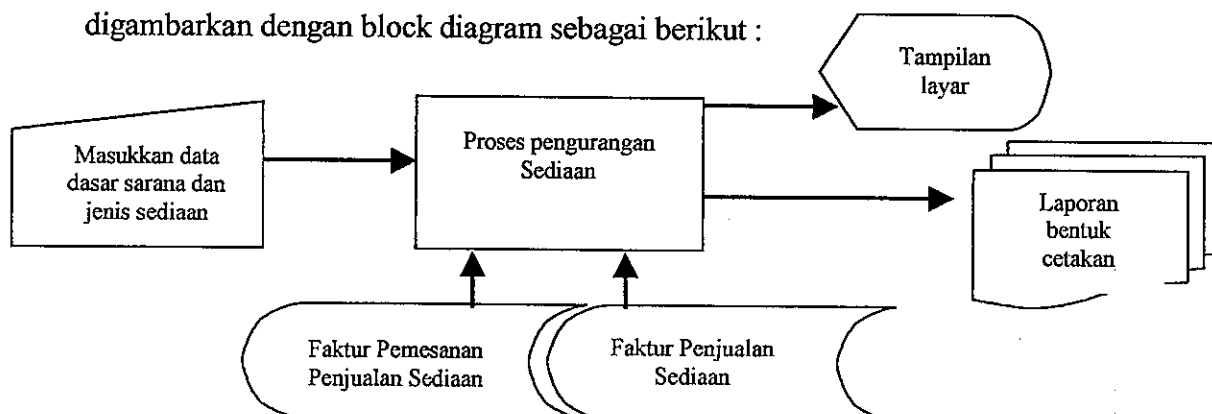 digambarkan dengan block diagram sebagai berikut :
Tampilan
layar
Masukkan data
dasar sarana dan
jenis sediaan
Proses pengurangan
Sediaan
Laporan
bentuk
cetakan
Faktur Pemesanan
Penjualan Sediaan
Faktur Penjualan
Sediaan